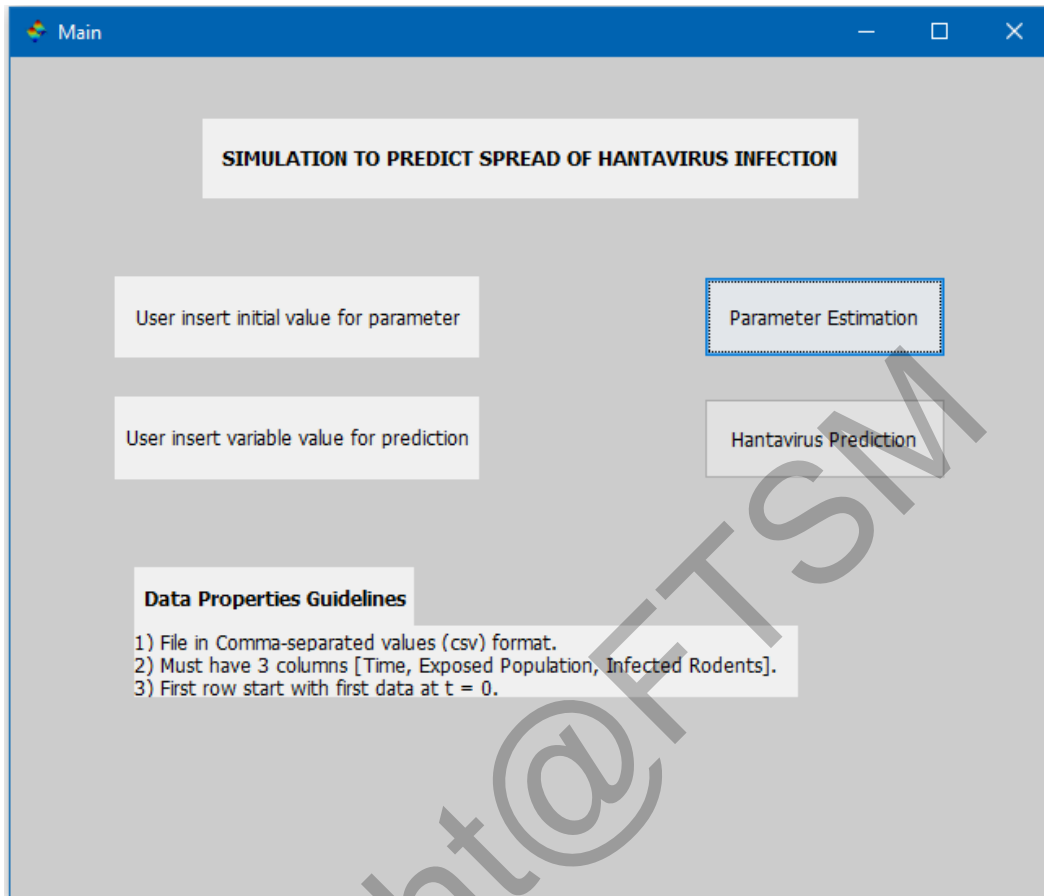 Main
SIMULATION TO PREDICT SPREAD OF HANTAVIRUS INFECTION
User insert initial value for parameter
Parameter Estimation
User insert variable value for prediction
Hantavirus Prediction
Data Properties Guidelines
1) File in Comma-separated values (csv) format.
2) Must have 3 columns [Time, Exposed Population, Infected Rodents].
3) First row start with first data at t = 0.
ht@FTSM